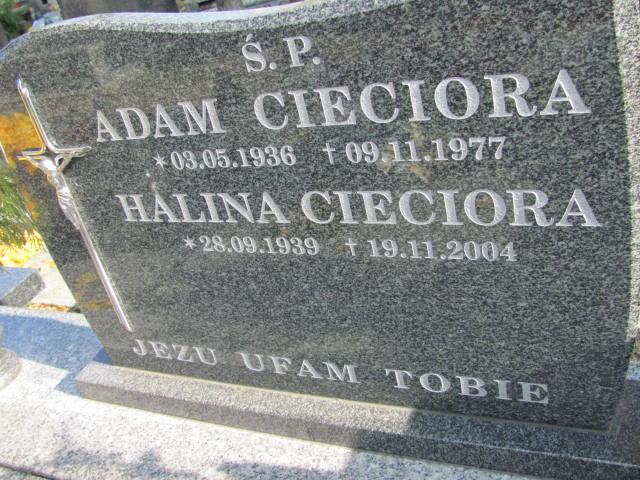 Ś. P.
ADAM CIECIORA
*03.05.1936 †09.11.1977
HALINA CIECIORA
*28.09.1939 †19.11.2004
JEZU UFAM TOBIE